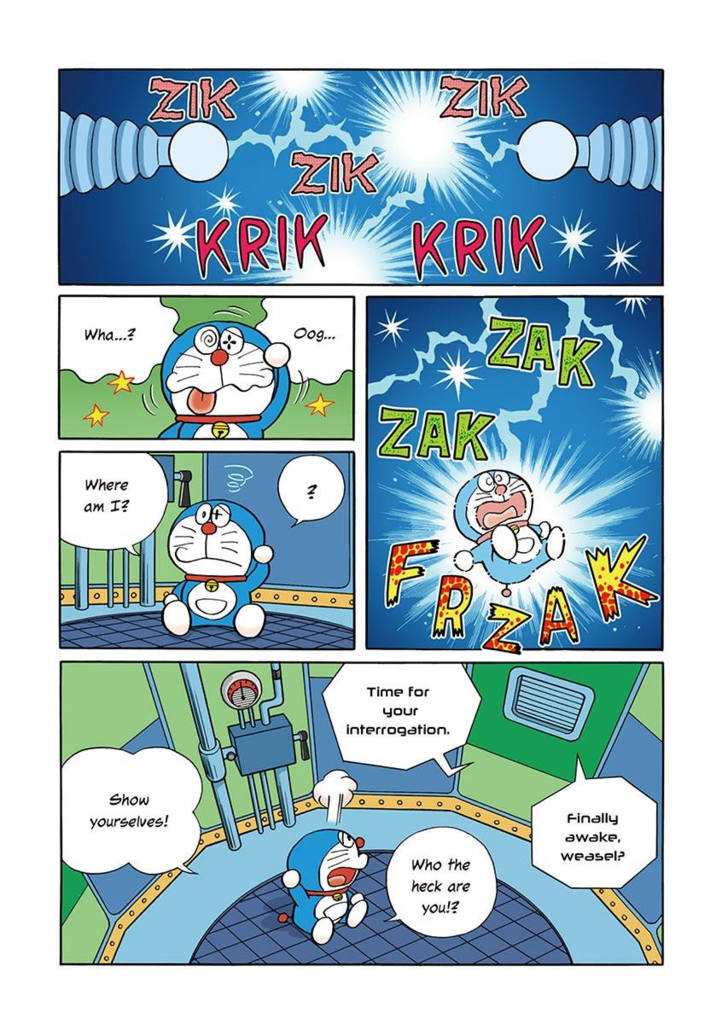 ZIK
ZIK
ZIK
KRIK
KRIK
ZAK
ZAK
FRZAK
Oog...
Wha...?
?
Where
am I?
Finally
awake,
weasel?
Time for
your
interrogation.
Who the
heck are
you!?
Show
yourselves!